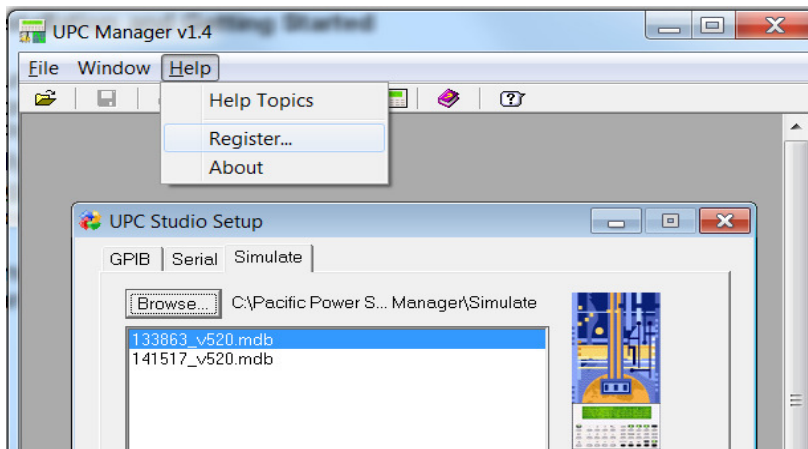 UPC Manager v1.4
File Window Help
Help Topics
Register...
About
UPC Studio Setup
GPIB Serial Simulate
Browse... C:\Pacific Power S... Manager\Simulate
133863_v520.mdb
141517_v520.mdb